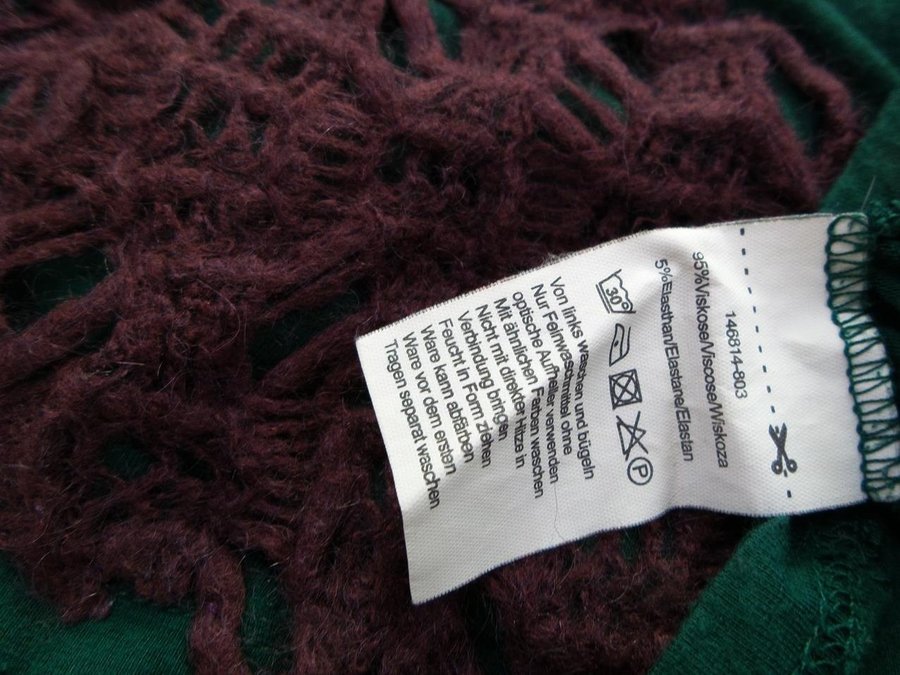 146814-803
95%Viskose/Viscose/Wiskoza
5%Elasthan/Elastane/Elastan
30°
P
Von links waschen und bügeln
Nur Feinwaschmittel ohne
optische Aufheller verwenden
Mit ähnlichen Farben waschen
Nicht mit direkter Hitze in
Verbindung bringen
Feucht in Form ziehen
Ware kann abfärben
Ware vor dem ersten
Tragen separat waschen